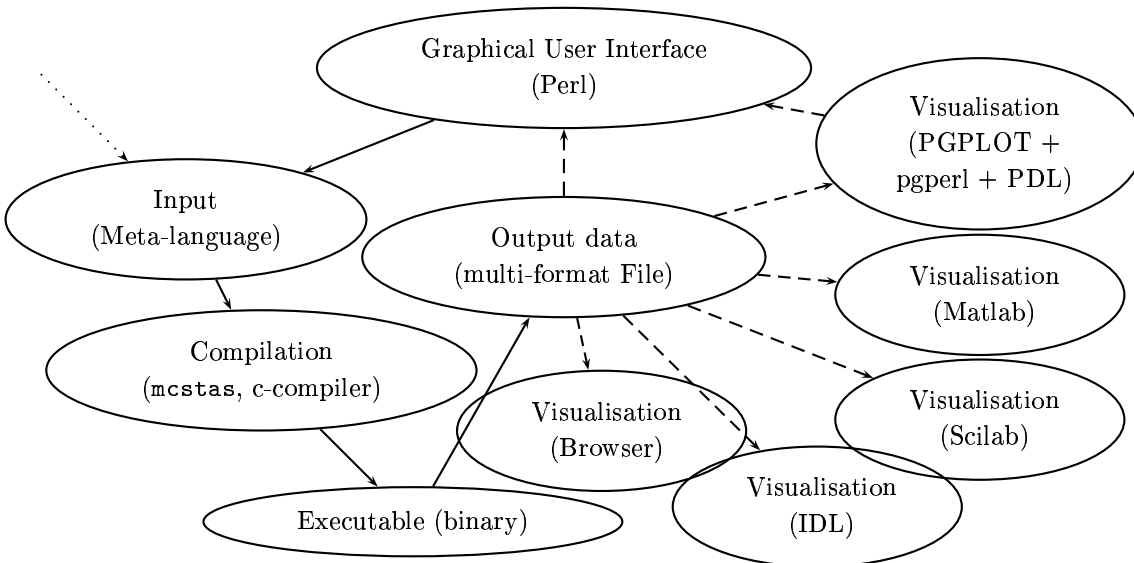 Graphical User Interface
(Perl)
Visualisation
(PGPLOT +
pgperl + PDL)
Input
(Meta-language)
Output data
(multi-format File)
Visualisation
(Matlab)
Compilation
(mcstas, c-compiler)
Visualisation
(Browser)
Visualisation
(Scilab)
Visualisation
(IDL)
Executable (binary)